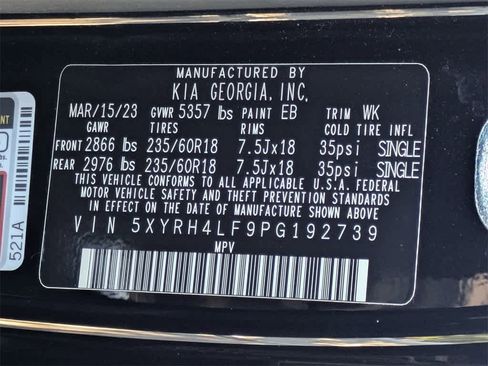 MANUFACTURED BY
KIA GEORGIA, INC,
MAR/15/23 GVWR 5357 lbs PAINT EB TRIM WK
GAWR TIRES RIMS COLD TIRE INFL
FRONT 2866 lbs 235/60R18 7.5Jx18 35psi SINGLE
REAR 2976 lbs 235/60R18 7.5Jx18 35psi SINGLE
THIS VEHICLE CONFORMS TO ALL APPLICABLE U.S.A. FEDERAL
MOTOR VEHICLE SAFETY AND THEFT PREVENTION STANDARDS
IN EFFECT ON THE DATE OF MANUFACTURE SHOWN ABOVE
VIN 5XYRH4LF9PG192739
MPV
521A